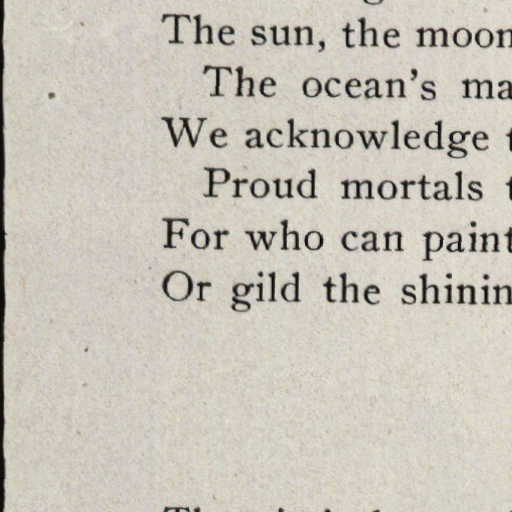 The sun, the moon
The ocean's ma
We acknowledge
Proud mortals
For who can paint
Or gild the shinin